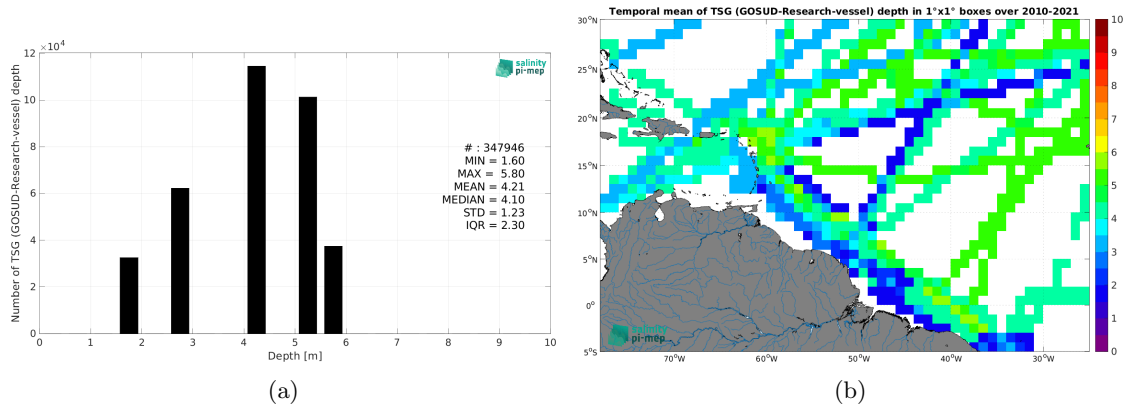 ×10⁴
12
10
8
6
4
2
0
Number of TSG (GOSUD-Research-vessel) depth
0 1 2 3 4 5 6 7 8 9 10
Depth [m]
salinity
pi-mep
# : 347946
MIN = 1.60
MAX = 5.80
MEAN = 4.21
MEDIAN = 4.10
STD = 1.23
IQR = 2.30
(a)
Temporal mean of TSG (GOSUD-Research-vessel) depth in 1°x1° boxes over 2010-2021
30°N
25°N
20°N
15°N
10°N
5°N
0°
5°S
70°W 60°W 50°W 40°W 30°W
salinity
pi-mep
10
9
8
7
6
5
4
3
2
1
0
(b)